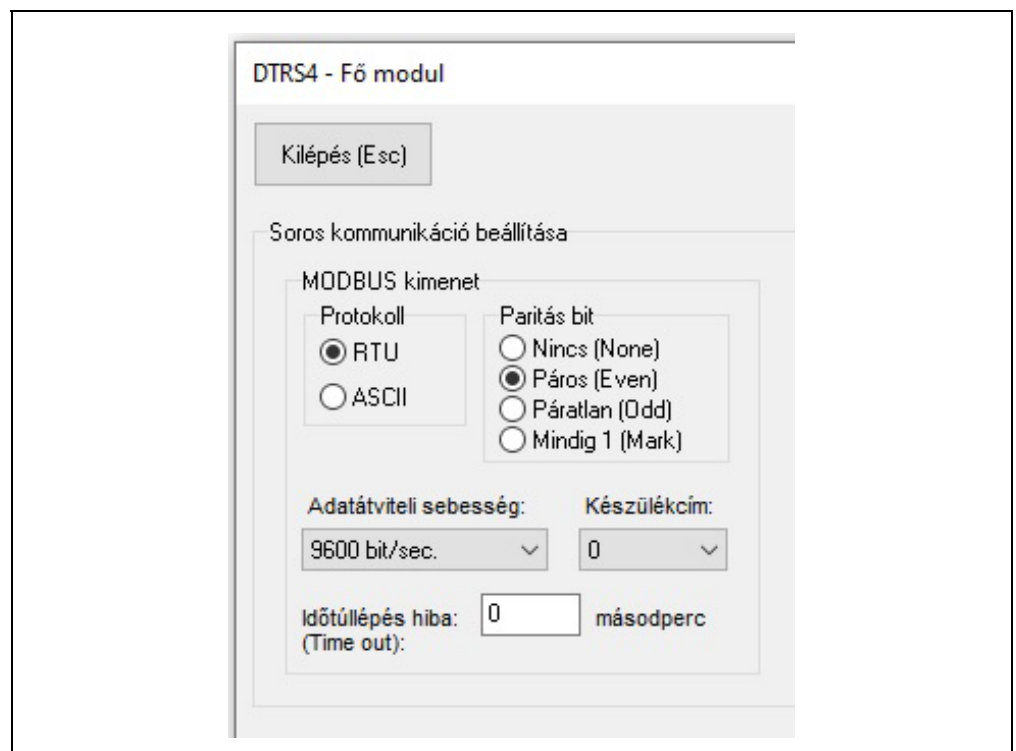 DTRS4 - Fő modul
Kilépés (Esc)
Soros kommunikáció beállítása
MODBUS kimenet
Protokoll
RTU
ASCII
Paritás bit
Nincs (None)
Páros (Even)
Páratlan (Odd)
Mindig 1 (Mark)
Adatátviteli sebesség:
9600 bit/sec.
Készülékcím:
0
Időtúllépés hiba:
(Time out):
0
másodperc